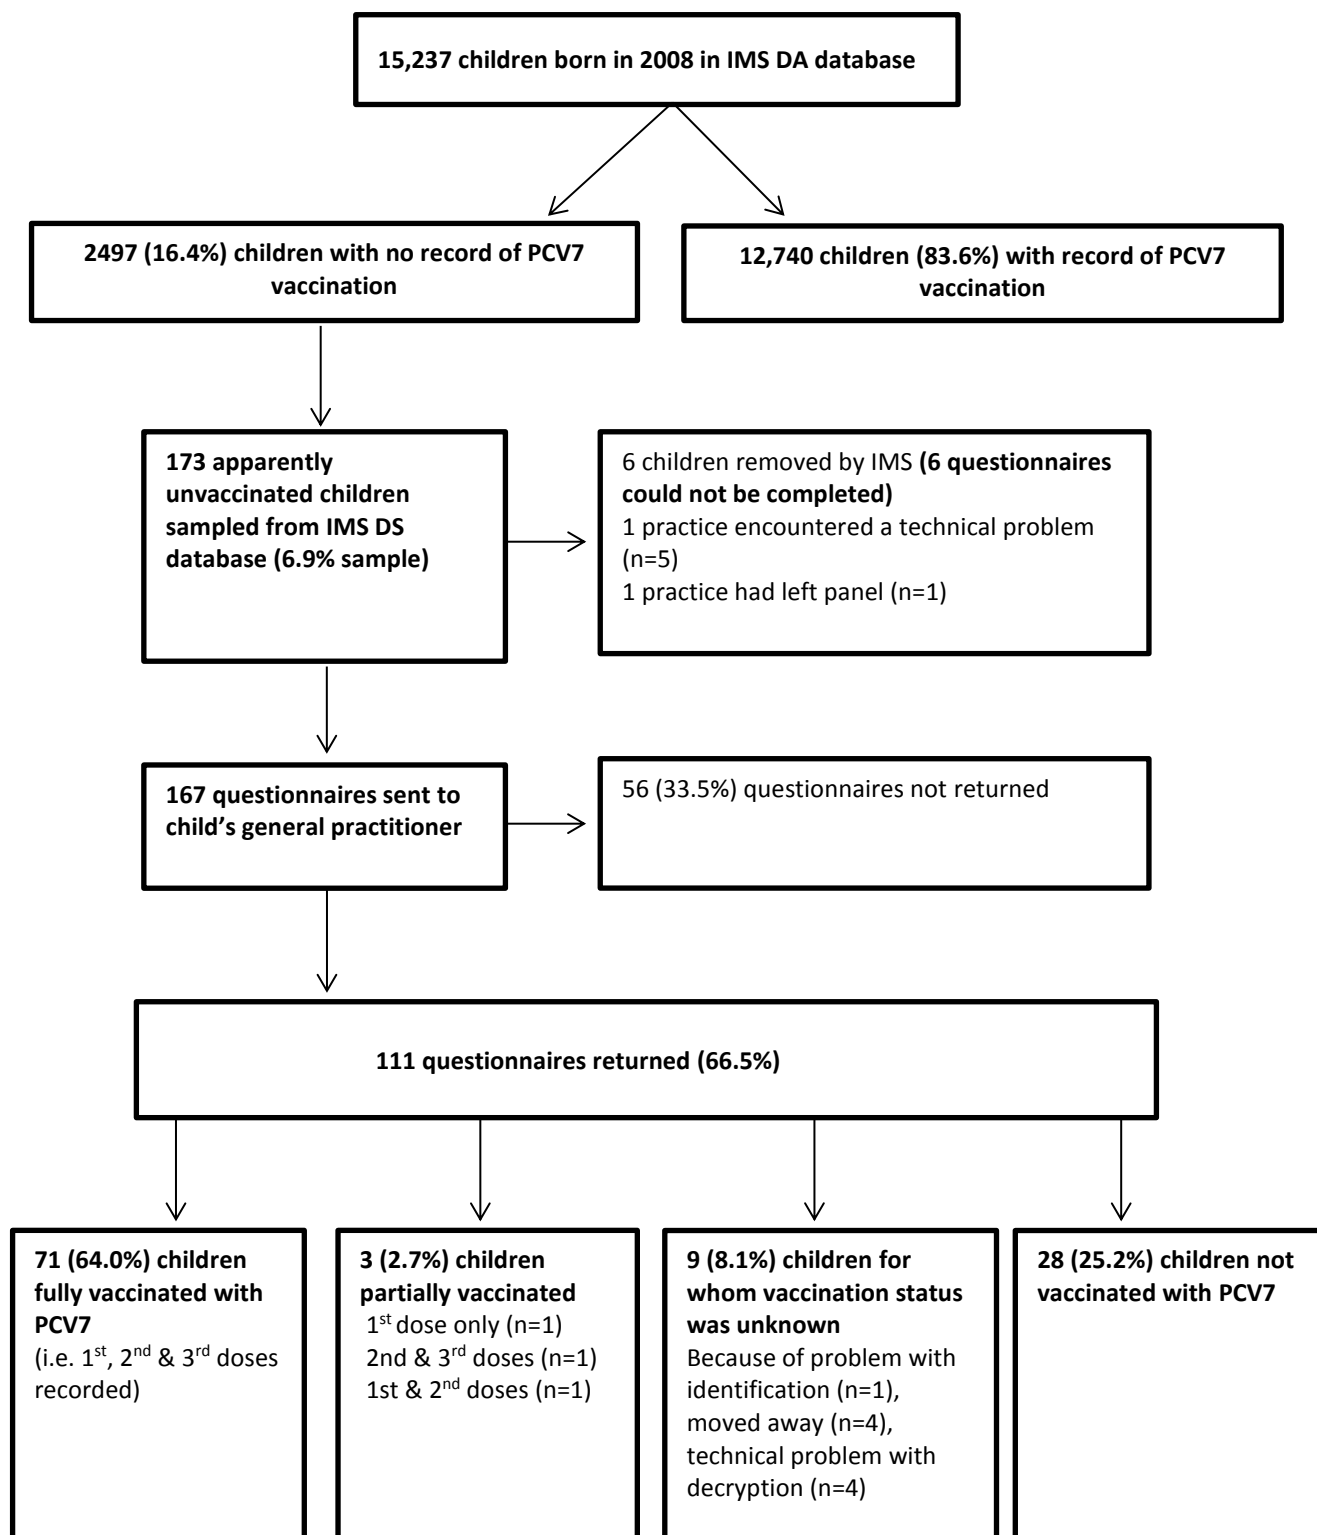 15,237 children born in 2008 in IMS DA database
2497 (16.4%) children with no record of PCV7
vaccination
12,740 children (83.6%) with record of PCV7
vaccination
173 apparently
unvaccinated children
sampled from IMS DS
database (6.9% sample)
6 children removed by IMS (6 questionnaires
could not be completed)
1 practice encountered a technical problem
(n=5)
1 practice had left panel (n=1)
167 questionnaires sent to
child’s general practitioner
56 (33.5%) questionnaires not returned
111 questionnaires returned (66.5%)
71 (64.0%) children
fully vaccinated with
PCV7
(i.e. 1st, 2nd & 3rd doses
recorded)
3 (2.7%) children
partially vaccinated
1st dose only (n=1)
2nd & 3rd doses (n=1)
1st & 2nd doses (n=1)
9 (8.1%) children for
whom vaccination status
was unknown
Because of problem with
identification (n=1),
moved away (n=4),
technical problem with
decryption (n=4)
28 (25.2%) children not
vaccinated with PCV7